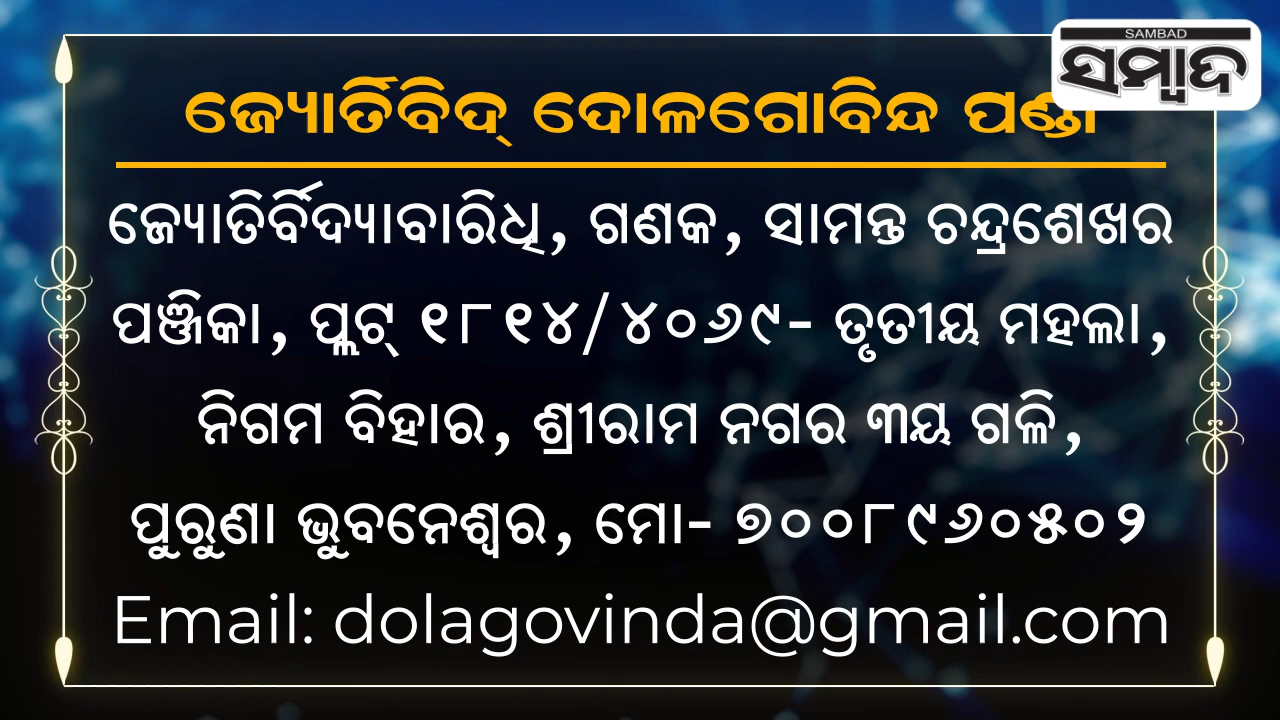 SAMBAD
ସମ୍ବାଦ
ଜ୍ୟୋର୍ତିବିଦ୍ ଦୋଳଗୋବିନ୍ଦ ପଣ୍ଡା
ଜ୍ୟୋତିର୍ବିଦ୍ୟାବାରିଧି, ଗଣକ, ସାମନ୍ତ ଚନ୍ଦ୍ରଶେଖର
ପଞ୍ଜିକା, ପ୍ଲଟ୍ ୧୮୧୪/୪୦୬୯- ତୃତୀୟ ମହଲା,
ନିଗମ ବିହାର, ଶ୍ରୀରାମ ନଗର ୩ୟ ଗଳି,
ପୁରୁଣା ଭୁବନେଶ୍ୱର, ମୋ- ୭୦୦୮୯୬୦୫୦୨
Email: dolagovinda@gmail.com